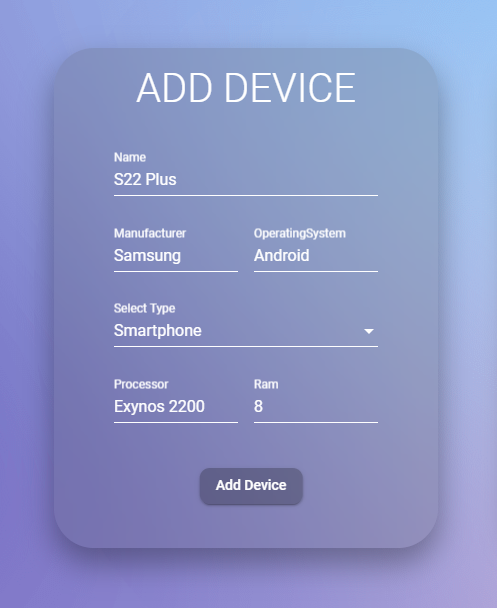 ADD DEVICE
Name
S22 Plus
Manufacturer OperatingSystem
Samsung Android
Select Type
Smartphone
Processor Ram
Exynos 2200 8
Add Device